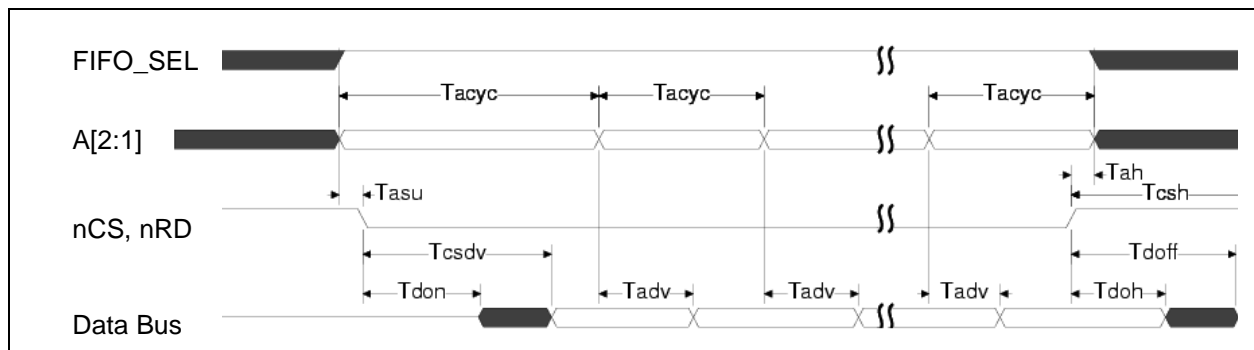 FIFO_SEL
Tacyc Tacyc Tacyc
A[2:1]
Tah
Tasu Tcsh
nCS, nRD
Tcsdv Tdoff
Tdon Tadv Tadv Tadv Tdoh
Data Bus